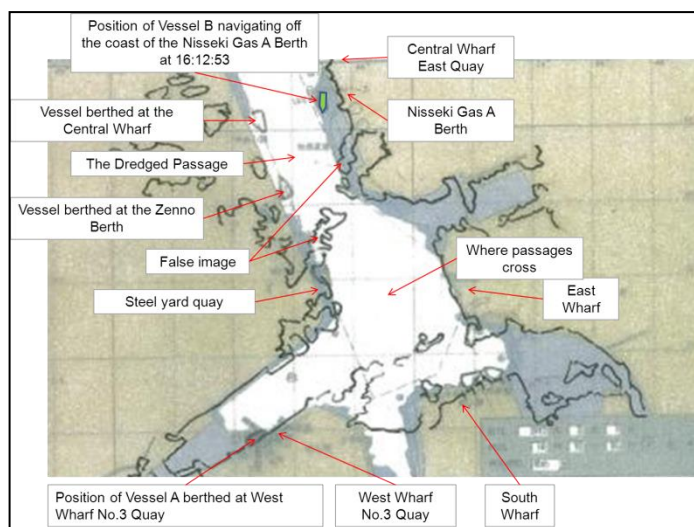 Position of Vessel B navigating off
the coast of the Nisseki Gas A Berth
at 16:12:53
Central Wharf
East Quay
Vessel berthed at the
Central Wharf
Nisseki Gas A
Berth
The Dredged Passage
Vessel berthed at the Zenno
Berth
False image
Where passages
cross
Steel yard quay
East
Wharf
Position of Vessel A berthed at West
Wharf No.3 Quay
West Wharf
No.3 Quay
South
Wharf